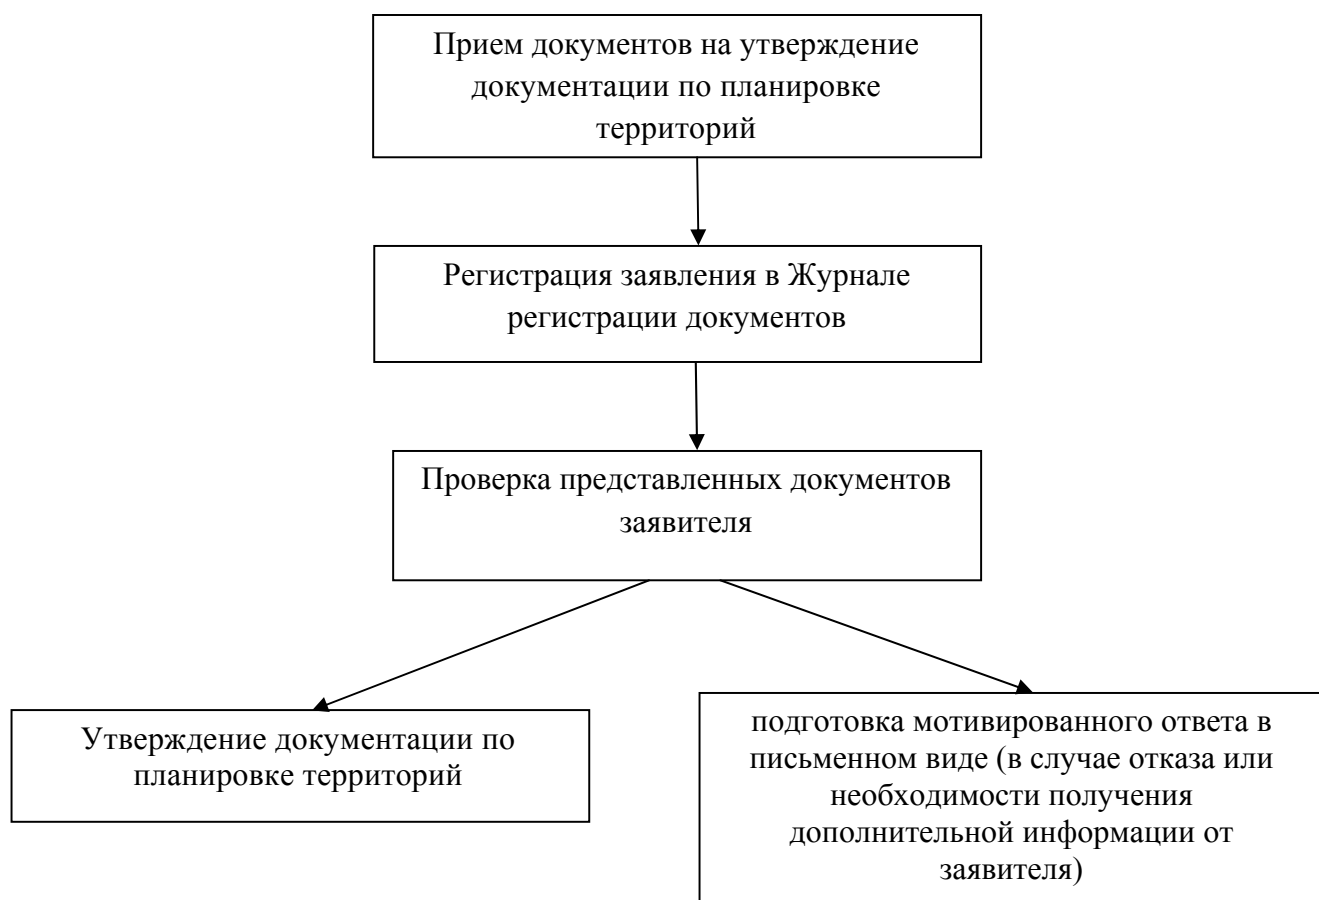 Прием документов на утверждение
документации по планировке
территорий
Регистрация заявления в Журнале
регистрации документов
Проверка представленных документов
заявителя
Утверждение документации по
планировке территорий
подготовка мотивированного ответа в
письменном виде (в случае отказа или
необходимости получения
дополнительной информации от
заявителя)